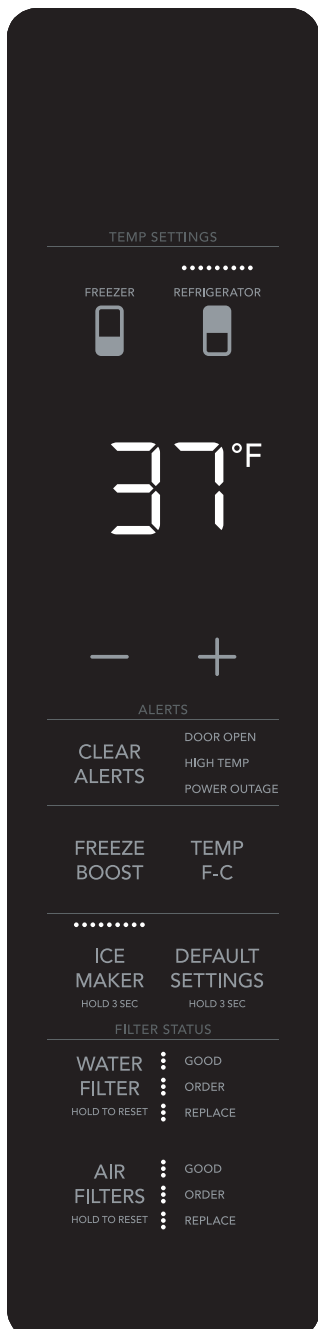 TEMP SETTINGS
FREEZER REFRIGERATOR
37°F
− +
ALERTS
CLEAR
ALERTS
DOOR OPEN
HIGH TEMP
POWER OUTAGE
FREEZE
BOOST
TEMP
F-C
ICE
MAKER
HOLD 3 SEC
DEFAULT
SETTINGS
HOLD 3 SEC
FILTER STATUS
WATER
FILTER
HOLD TO RESET
GOOD
ORDER
REPLACE
AIR
FILTERS
HOLD TO RESET
GOOD
ORDER
REPLACE